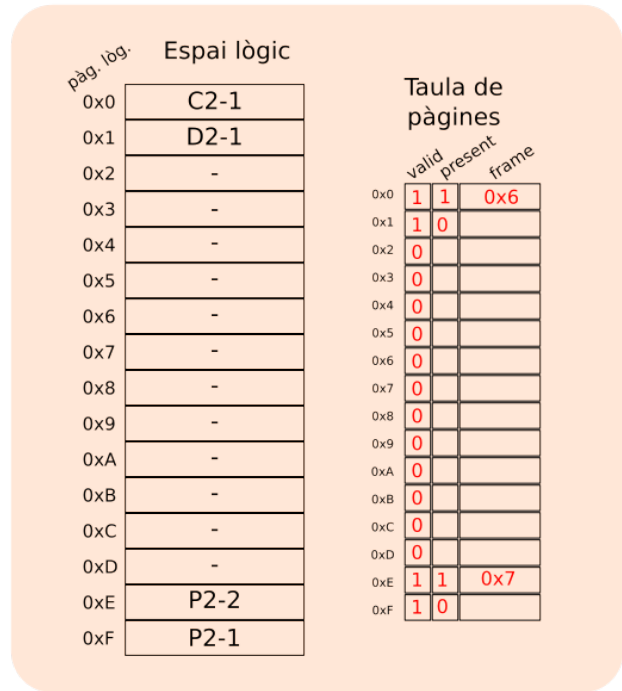 Espai lògic
pàg. lòg.
0x0 C2-1
0x1 D2-1
0x2 -
0x3 -
0x4 -
0x5 -
0x6 -
0x7 -
0x8 -
0x9 -
0xA -
0xB -
0xC -
0xD -
0xE P2-2
0xF P2-1
Taula de
pàgines
valid present frame
0x0 1 1 0x6
0x1 1 0
0x2 0
0x3 0
0x4 0
0x5 0
0x6 0
0x7 0
0x8 0
0x9 0
0xA 0
0xB 0
0xC 0
0xD 0
0xE 1 1 0x7
0xF 1 0